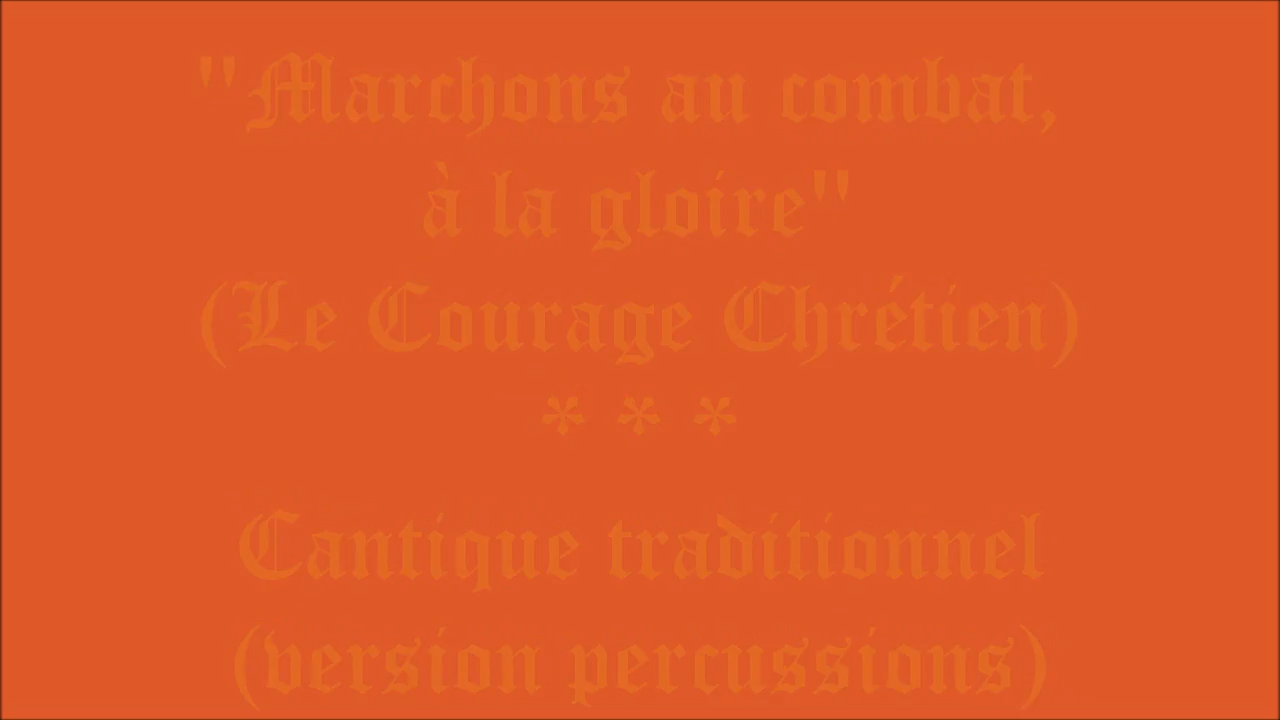 "Marchons au combat,
à la gloire"
(Le Courage Chrétien)
* * *
Cantique traditionnel
(version percussions)